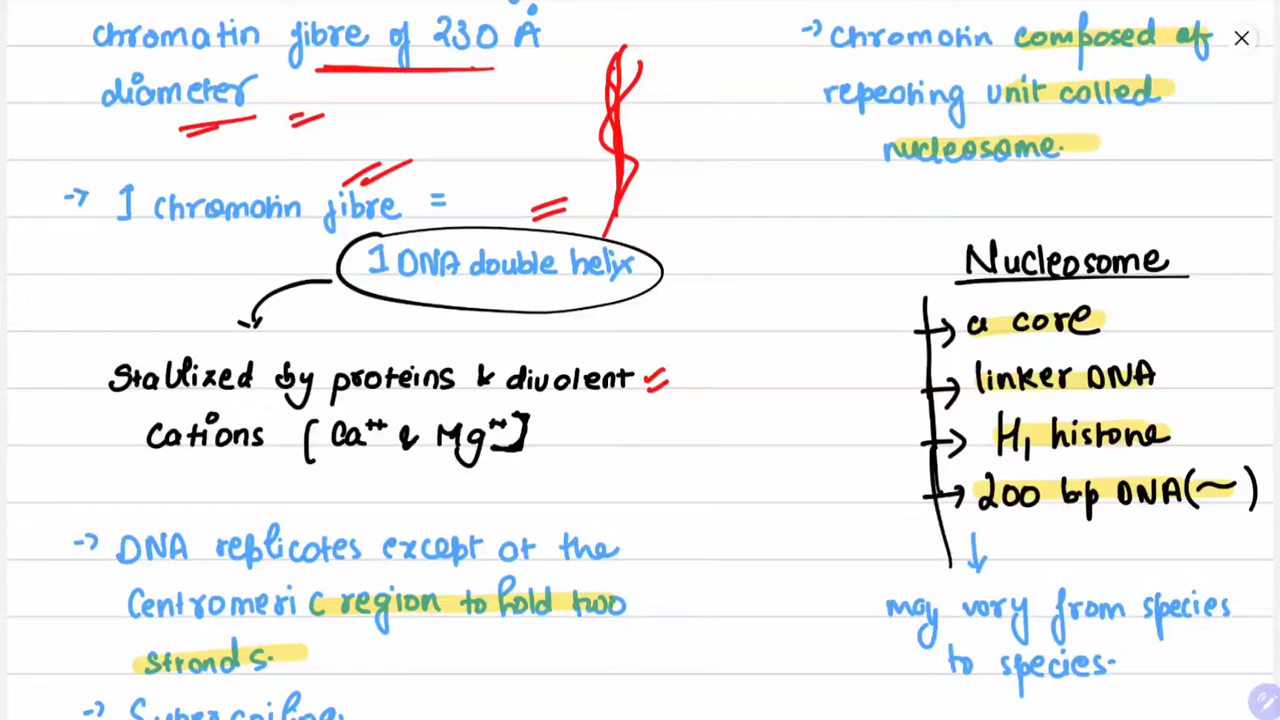 chromatin fibre of 230 Å
diameter
→ 1 chromatin fibre =
1 DNA double helix
Stablized by proteins & divalent
cations [Ca++ & Mg++]
→ DNA replicates except at the
Centromeric region to hold two
strands.
→ Supercoiling
→ chromatin composed of
repeating unit called
nucleosome.
Nucleosome
→ a core
→ linker DNA
→ H1 histone
→ 200 bp DNA(~)
↓
may vary from species
to species.